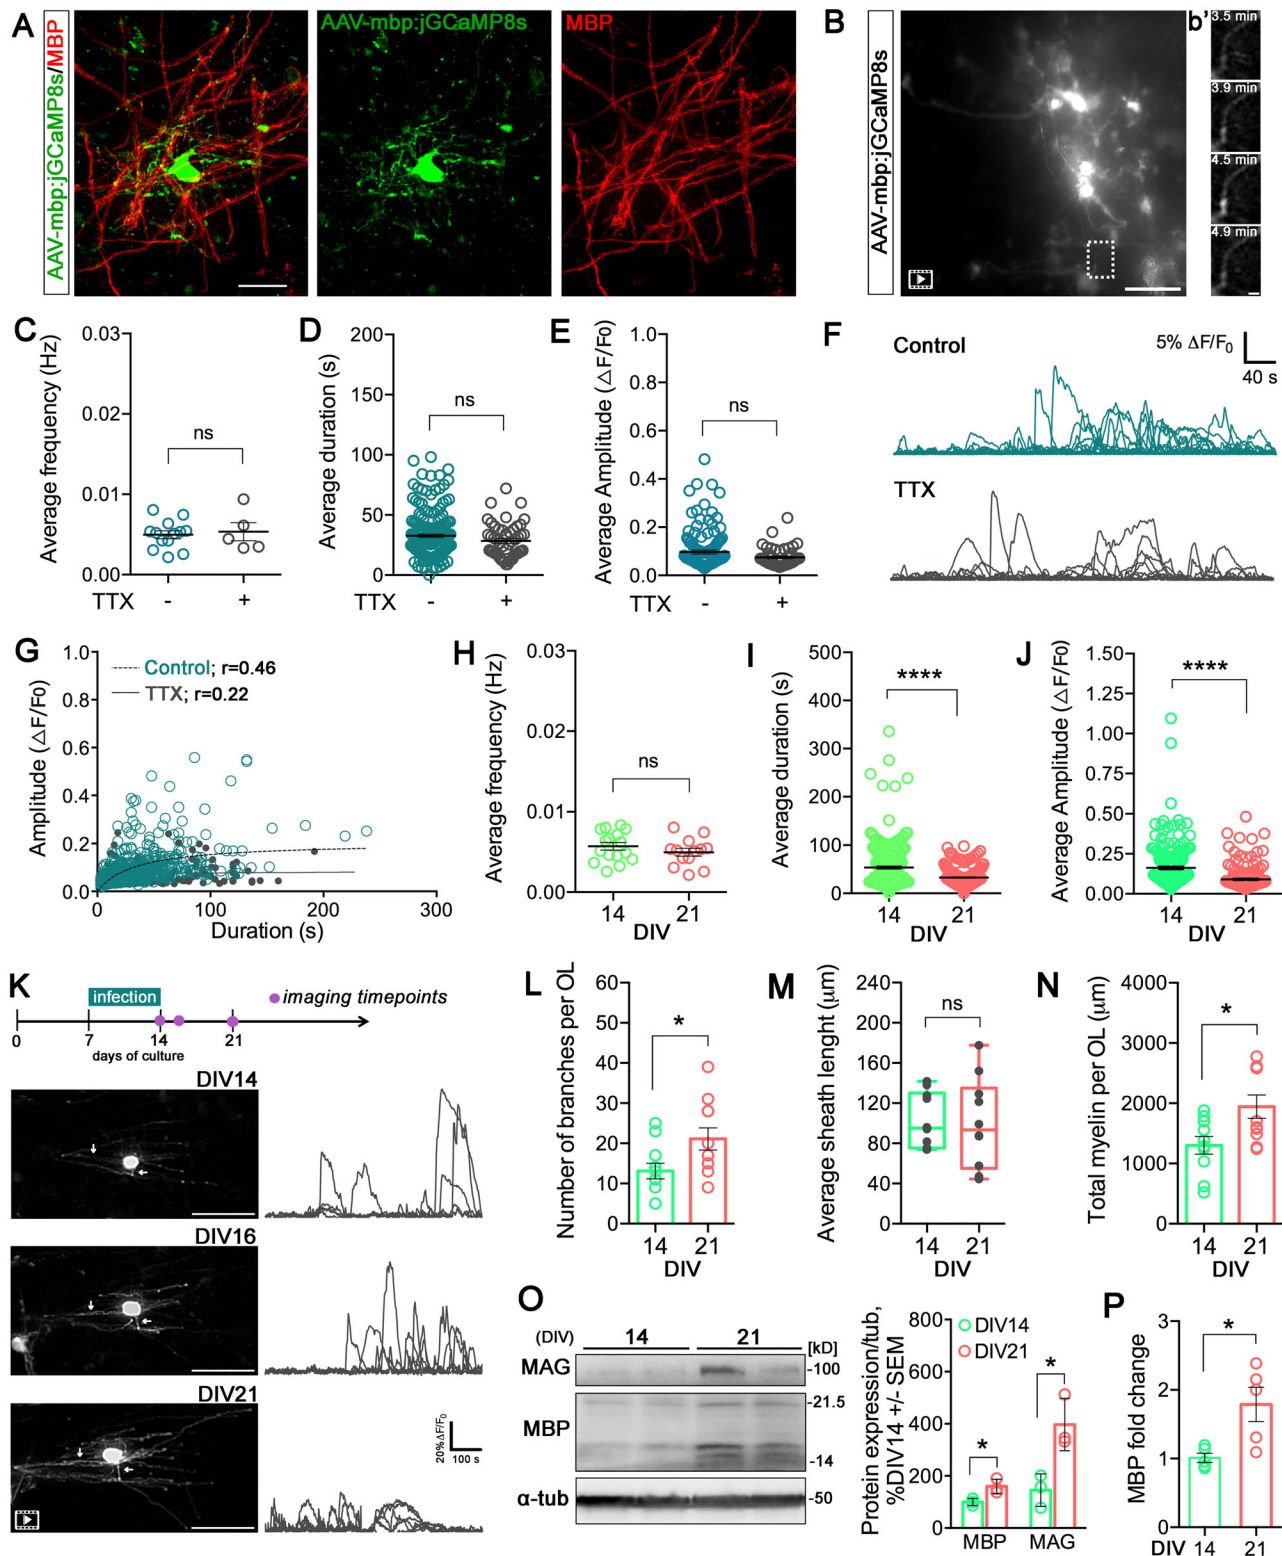 A
AAV-mbp:jGCaMP8s/MBP
AAV-mbp:jGCaMP8s
MBP
B
AAV-mbp:jGCaMP8s
b'
3.5 min
3.9 min
4.5 min
4.9 min
C
Average frequency (Hz)
0.03
0.02
0.01
0.00
ns
TTX - +
D
Average duration (s)
200
150
100
50
0
ns
TTX - +
E
Average Amplitude (△F/F0)
1.0
0.8
0.6
0.4
0.2
0.0
ns
TTX - +
F
Control
5% ΔF/F0
40 s
TTX
G
Amplitude (△F/F0)
1.0
0.8
0.6
0.4
0.2
0.0
Control; r=0.46
TTX; r=0.22
0 100 200 300
Duration (s)
H
Average frequency (Hz)
0.03
0.02
0.01
0.00
ns
14 21
DIV
I
Average duration (s)
500
400
300
200
100
0
****
14 21
DIV
J
Average Amplitude (△F/F0)
1.50
1.25
1.00
0.75
0.50
0.25
0.00
****
14 21
DIV
K
infection
imaging timepoints
0 7 14 21
days of culture
DIV14
DIV16
DIV21
20% ΔF/F0
100 s
L
Number of branches per OL
60
50
40
30
20
10
0
*
14 21
DIV
M
Average sheath lenght (μm)
240
200
160
120
80
40
0
ns
14 21
DIV
N
Total myelin per OL (μm)
4000
3000
2000
1000
0
*
14 21
DIV
O
(DIV) 14 21
[kD]
MAG
-100
MBP
-21.5
-14
α-tub
-50
Protein expression/tub,
%DIV14 +/- SEM
800
600
400
200
0
DIV14
DIV21
*
*
MBP MAG
P
MBP fold change
3
2
1
0
*
DIV 14 21